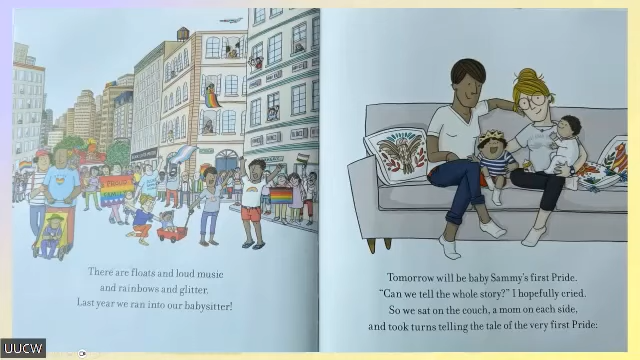 There are floats and loud music
and rainbows and glitter.
Last year we ran into our babysitter!
Tomorrow will be baby Sammy's first Pride.
"Can we tell the whole story?" I hopefully cried.
So we sat on the couch, a mom on each side,
and took turns telling the tale of the very first Pride:
UUCW